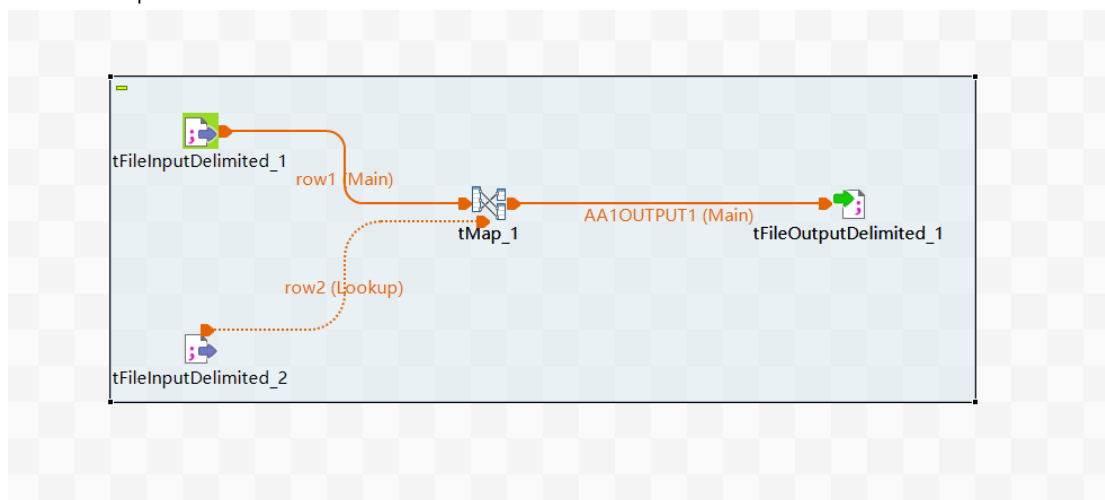 tFileInputDelimited_1
row1 (Main)
AA1OUTPUT1 (Main)
tMap_1
tFileOutputDelimited_1
row2 (Lookup)
tFileInputDelimited_2